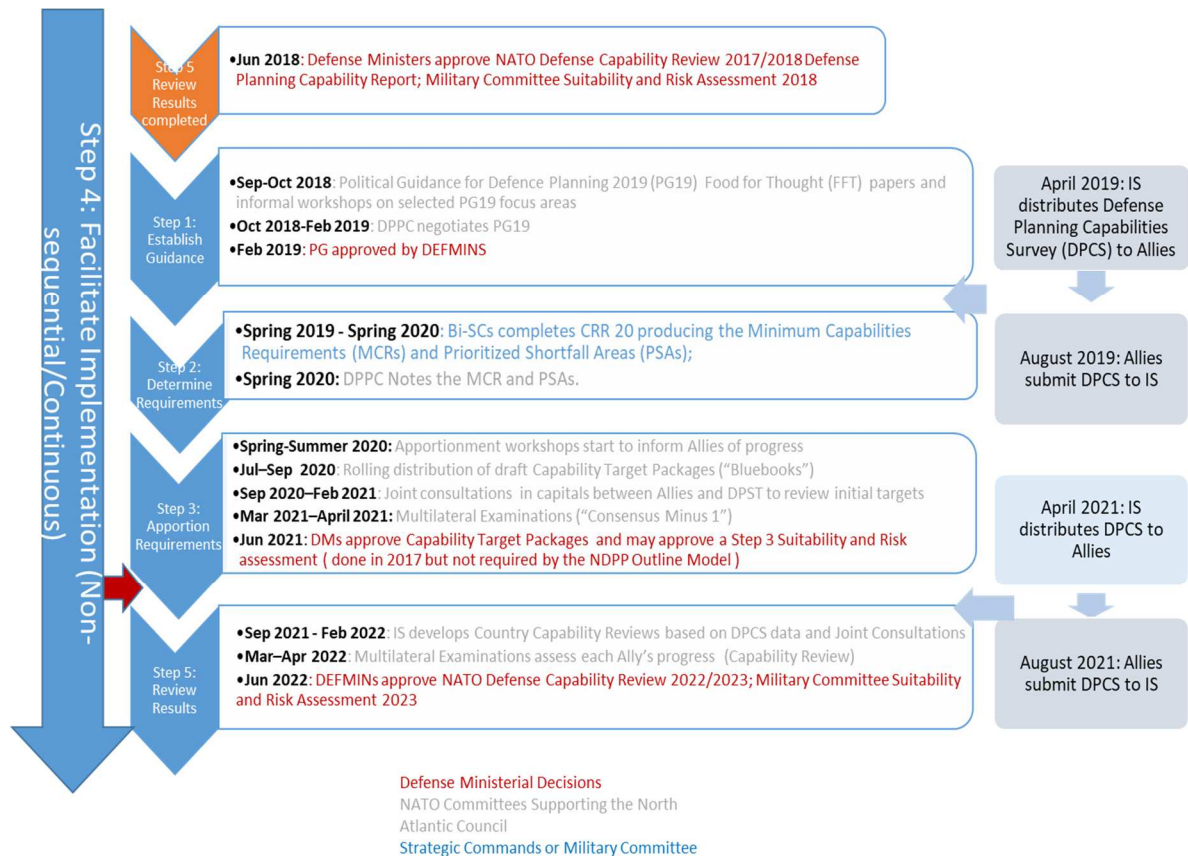 Step 4: Facilitate Implementation (Non-
sequential/Continuous)
Step 5
Review
Results
completed
•Jun 2018: Defense Ministers approve NATO Defense Capability Review 2017/2018 Defense
Planning Capability Report; Military Committee Suitability and Risk Assessment 2018
Step 1:
Establish
Guidance
•Sep-Oct 2018: Political Guidance for Defence Planning 2019 (PG19) Food for Thought (FFT) papers and
informal workshops on selected PG19 focus areas
•Oct 2018-Feb 2019: DPPC negotiates PG19
•Feb 2019: PG approved by DEFMINS
April 2019: IS
distributes Defense
Planning Capabilities
Survey (DPCS) to Allies
Step 2:
Determine
Requirements
•Spring 2019 - Spring 2020: Bi-SCs completes CRR 20 producing the Minimum Capabilities
Requirements (MCRs) and Prioritized Shortfall Areas (PSAs);
•Spring 2020: DPPC Notes the MCR and PSAs.
August 2019: Allies
submit DPCS to IS
Step 3:
Apportion
Requirements
•Spring-Summer 2020: Apportionment workshops start to inform Allies of progress
•Jul–Sep 2020: Rolling distribution of draft Capability Target Packages (“Bluebooks”)
•Sep 2020–Feb 2021: Joint consultations in capitals between Allies and DPST to review initial targets
•Mar 2021–April 2021: Multilateral Examinations (“Consensus Minus 1”)
•Jun 2021: DMs approve Capability Target Packages and may approve a Step 3 Suitability and Risk
assessment ( done in 2017 but not required by the NDPP Outline Model )
April 2021: IS
distributes DPCS to
Allies
Step 5:
Review
Results
•Sep 2021 - Feb 2022: IS develops Country Capability Reviews based on DPCS data and Joint Consultations
•Mar–Apr 2022: Multilateral Examinations assess each Ally’s progress (Capability Review)
•Jun 2022: DEFMINs approve NATO Defense Capability Review 2022/2023; Military Committee Suitability
and Risk Assessment 2023
August 2021: Allies
submit DPCS to IS
Defense Ministerial Decisions
NATO Committees Supporting the North
Atlantic Council
Strategic Commands or Military Committee